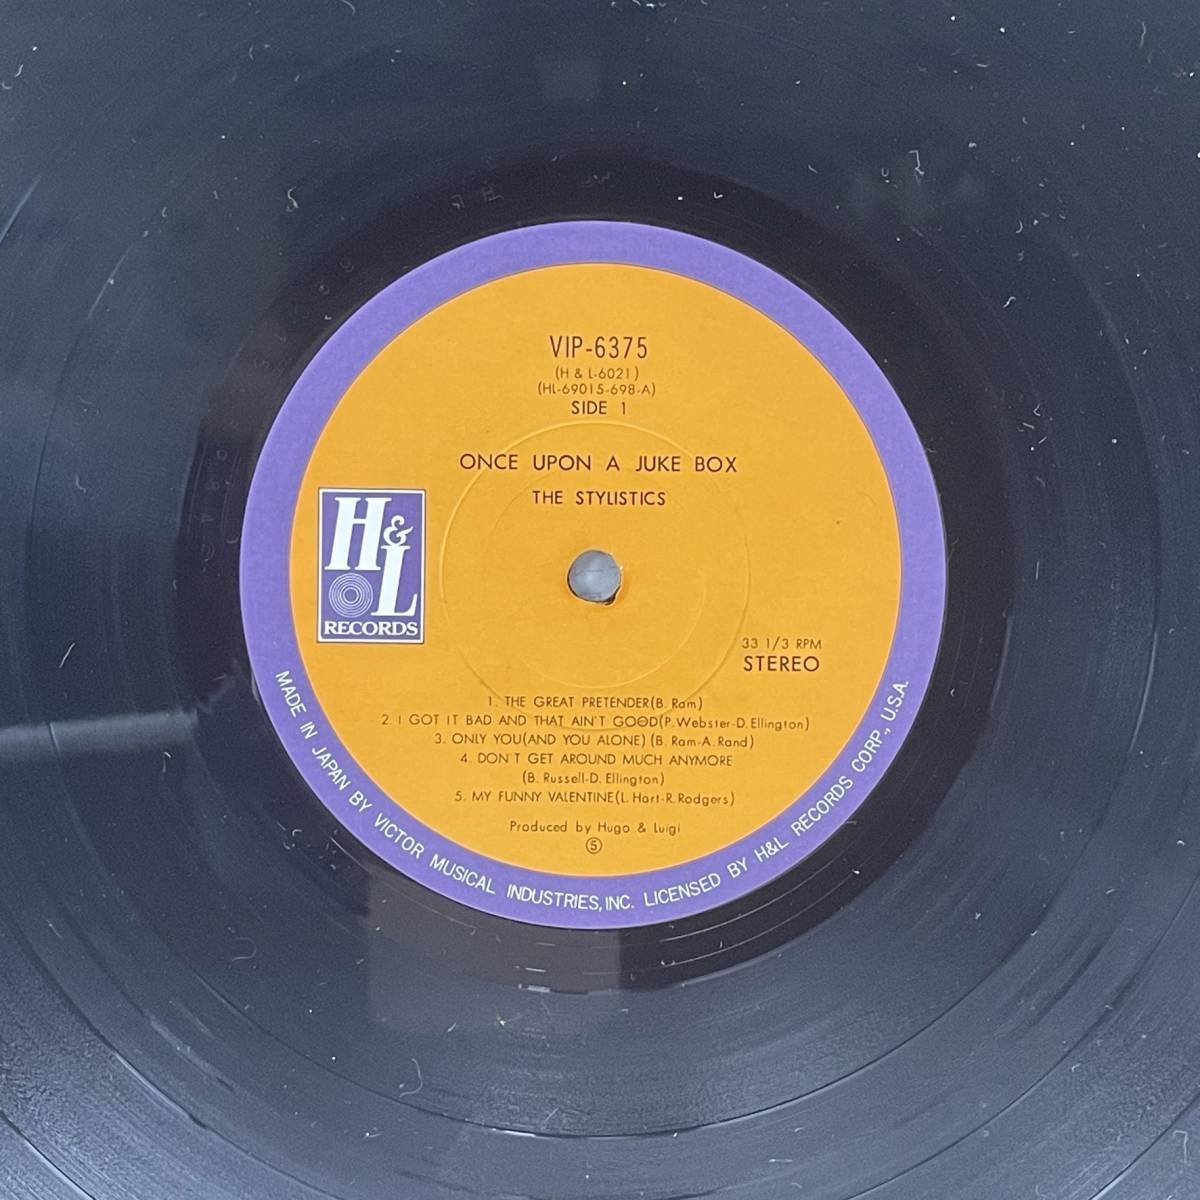 VIP-6375
(H & L-6021)
(HL-69015-698-A)
SIDE 1
ONCE UPON A JUKE BOX
THE STYLISTICS
H&L
RECORDS
33 1/3 RPM
STEREO
1. THE GREAT PRETENDER(B. Ram)
2. I GOT IT BAD AND THAT AIN'T GOOD(P. Webster-D. Ellington)
3. ONLY YOU(AND YOU ALONE) (B. Ram-A. Rand)
4. DON'T GET AROUND MUCH ANYMORE
(B. Russell-D. Ellington)
5. MY FUNNY VALENTINE(L. Hart-R. Rodgers)
Produced by Hugo & Luigi
⑤
MADE IN JAPAN BY VICTOR MUSICAL INDUSTRIES, INC. LICENSED BY H&L RECORDS CORP., U.S.A.